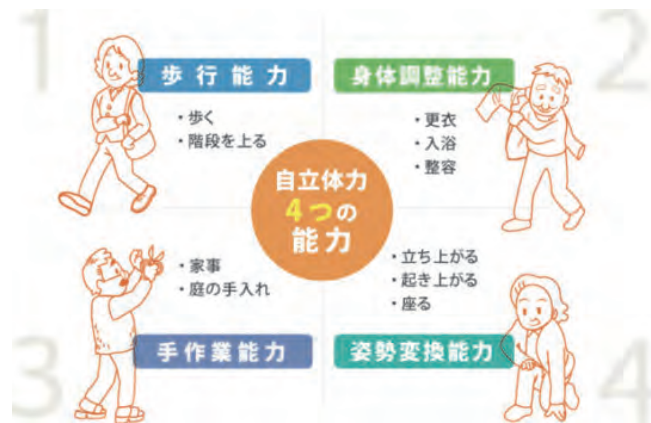 1
歩行能力
・歩く
・階段を上る
2
身体調整能力
・更衣
・入浴
・整容
自立体力
4つの
能力
3
・家事
・庭の手入れ
手作業能力
4
・立ち上がる
・起き上がる
・座る
姿勢変換能力